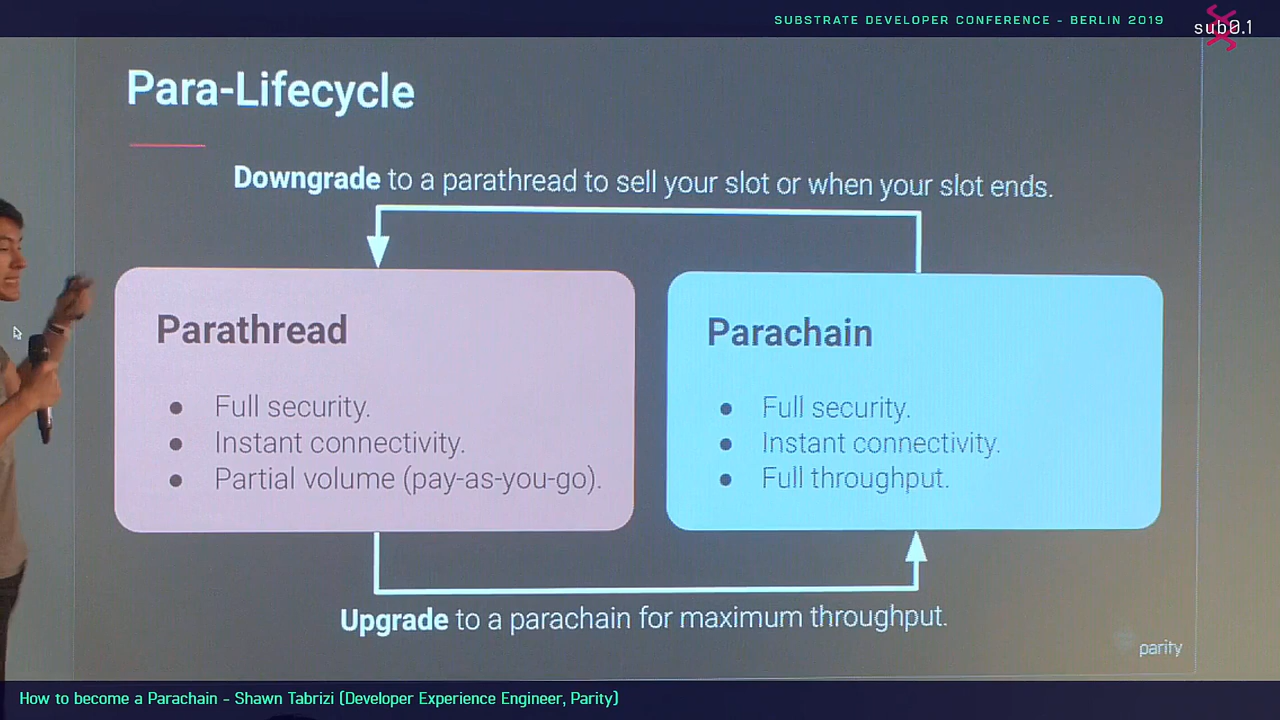 SUBSTRATE DEVELOPER CONFERENCE - BERLIN 2019
sub0.1
Para-Lifecycle
Downgrade to a parathread to sell your slot or when your slot ends.
Parathread
• Full security.
• Instant connectivity.
• Partial volume (pay-as-you-go).
Parachain
• Full security.
• Instant connectivity.
• Full throughput.
Upgrade to a parachain for maximum throughput.
parity
How to become a Parachain - Shawn Tabrizi (Developer Experience Engineer, Parity)